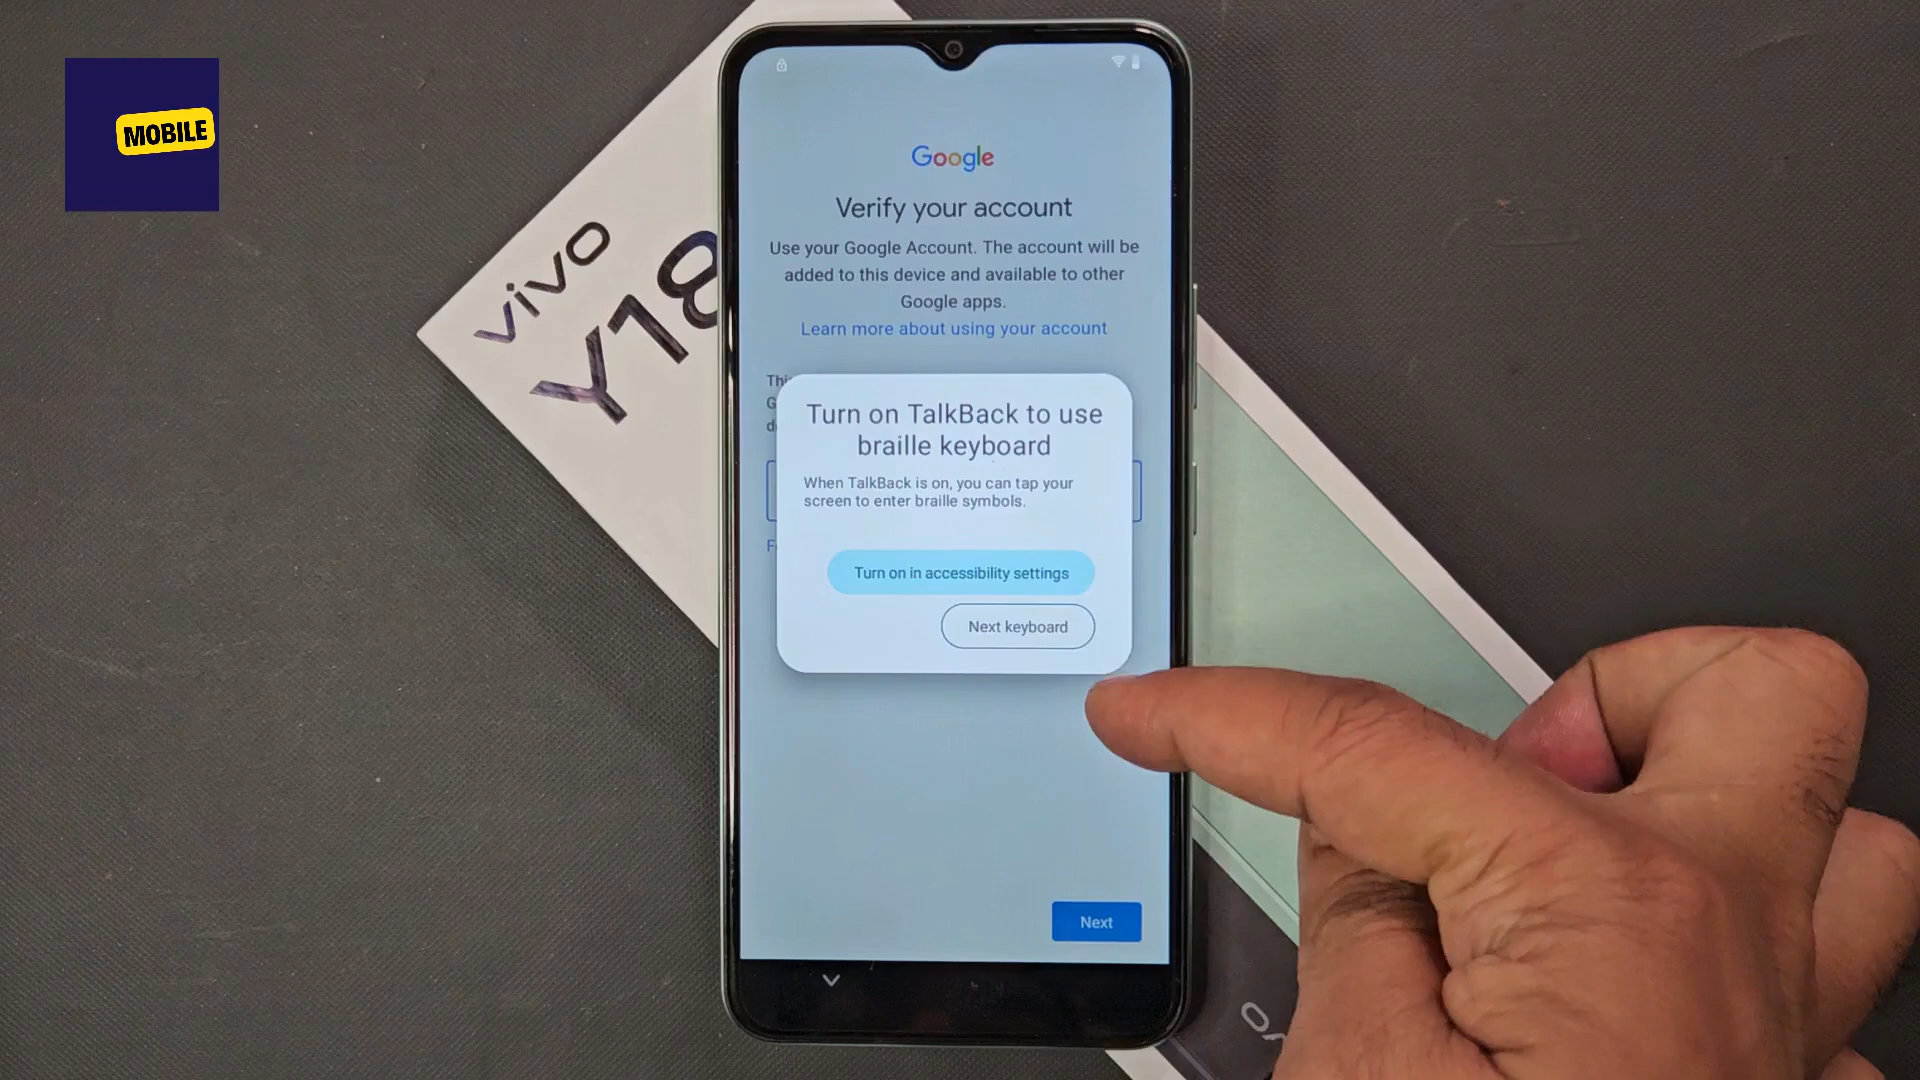 MOBILE
vivo
Y18
Google
Verify your account
Use your Google Account. The account will be
added to this device and available to other
Google apps.
Learn more about using your account
Turn on TalkBack to use
braille keyboard
When TalkBack is on, you can tap your
screen to enter braille symbols.
Turn on in accessibility settings
Next keyboard
Next